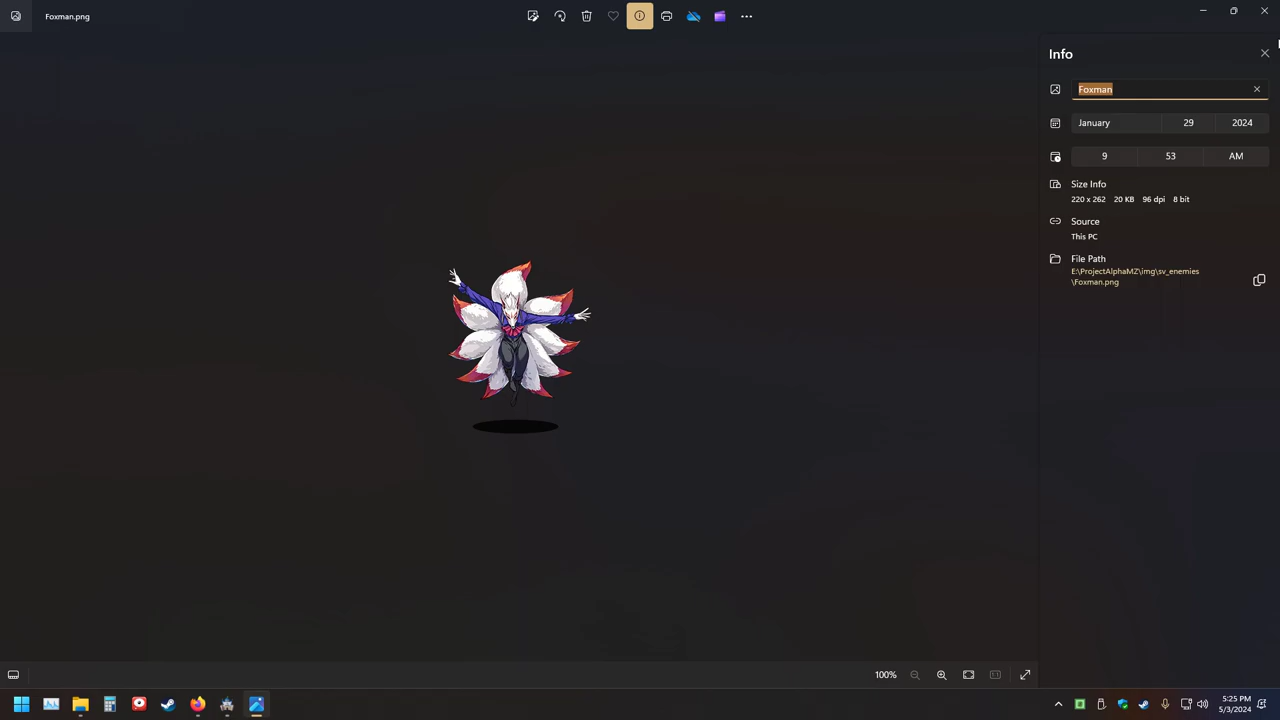 Foxman.png
Info
Foxman
January 29 2024
9 53 AM
Size Info
220 x 262 20 KB 96 dpi 8 bit
Source
This PC
File Path
E:\ProjectAlphaMZ\img\sv_enemies
\Foxman.png
100%
5:25 PM
5/3/2024